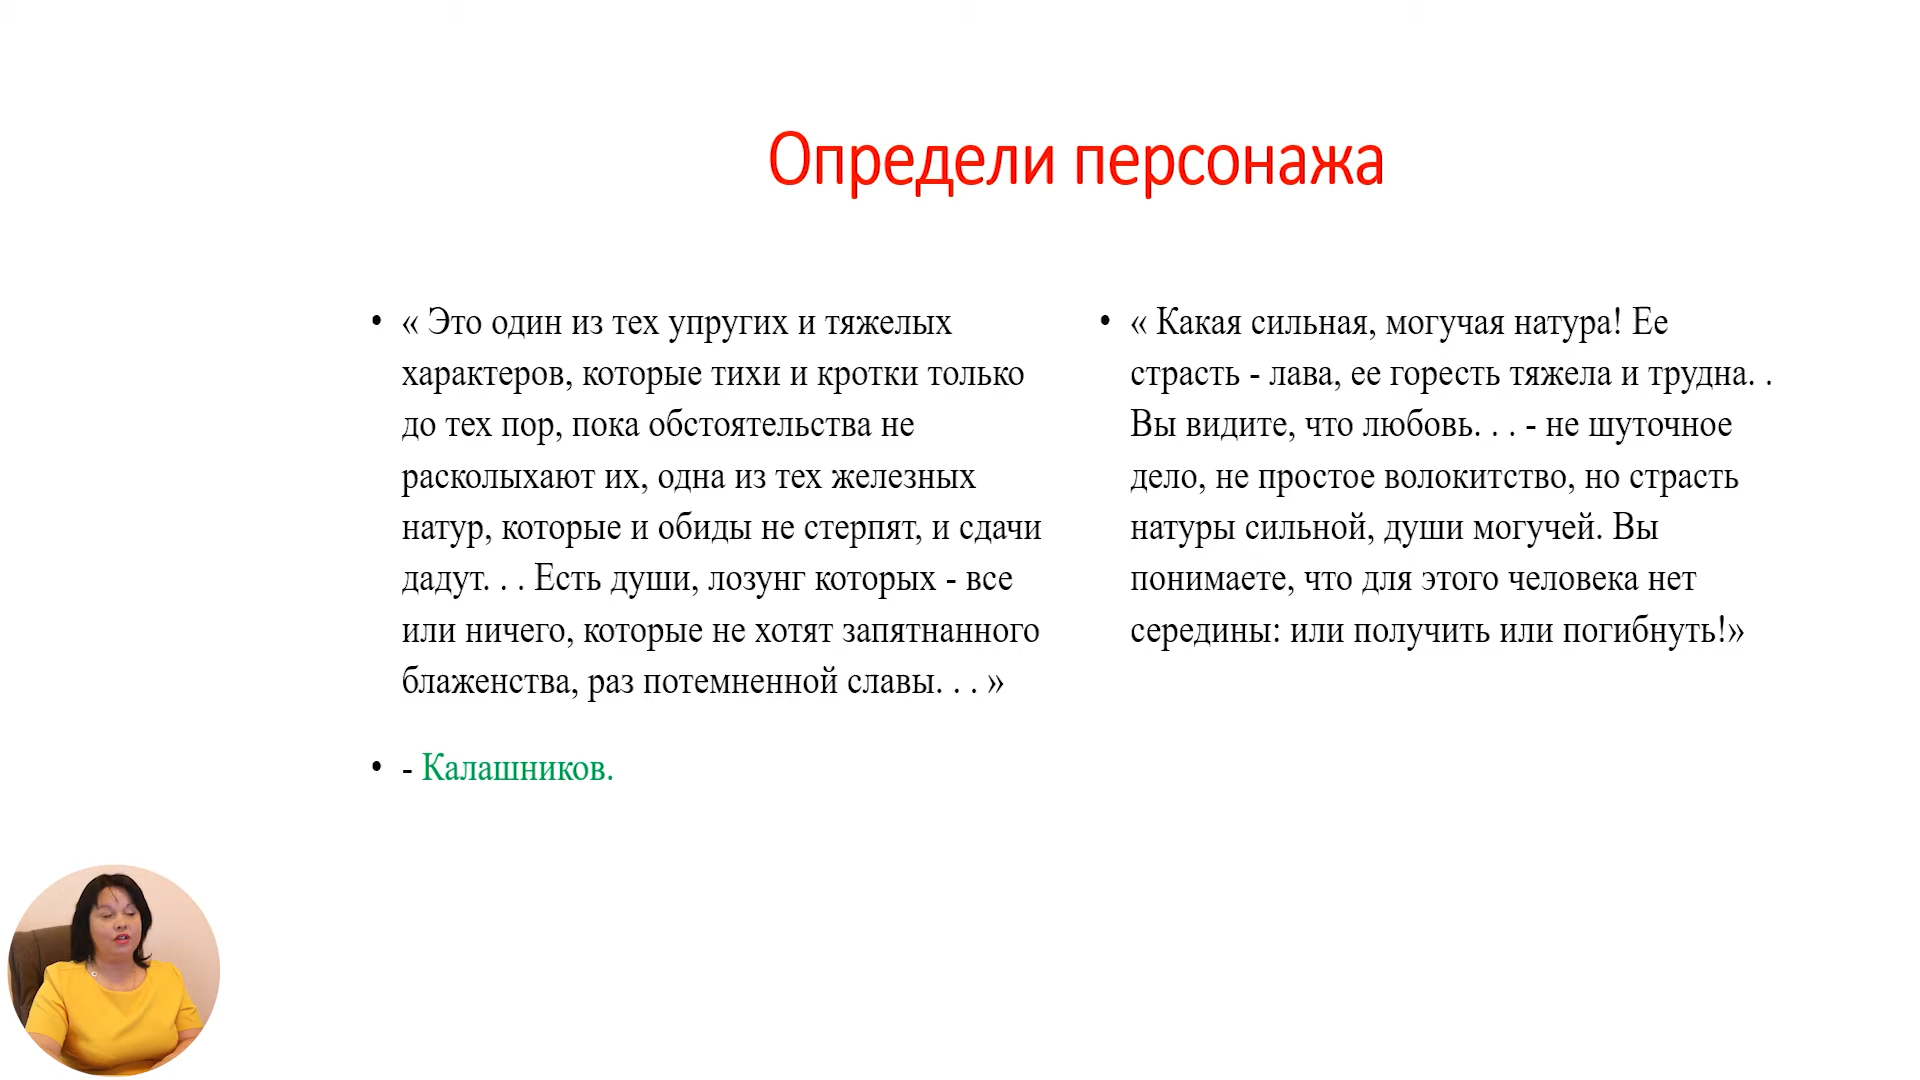 Определи персонажа
• « Это один из тех упругих и тяжелых
характеров, которые тихи и кротки только
до тех пор, пока обстоятельства не
расколыхают их, одна из тех железных
натур, которые и обиды не стерпят, и сдачи
дадут. . . Есть души, лозунг которых - все
или ничего, которые не хотят запятнанного
блаженства, раз потемненной славы. . . »
• - Калашников.
• « Какая сильная, могучая натура! Ее
страсть - лава, ее горесть тяжела и трудна. .
Вы видите, что любовь. . . - не шуточное
дело, не простое волокитство, но страсть
натуры сильной, души могучей. Вы
понимаете, что для этого человека нет
середины: или получить или погибнуть!»